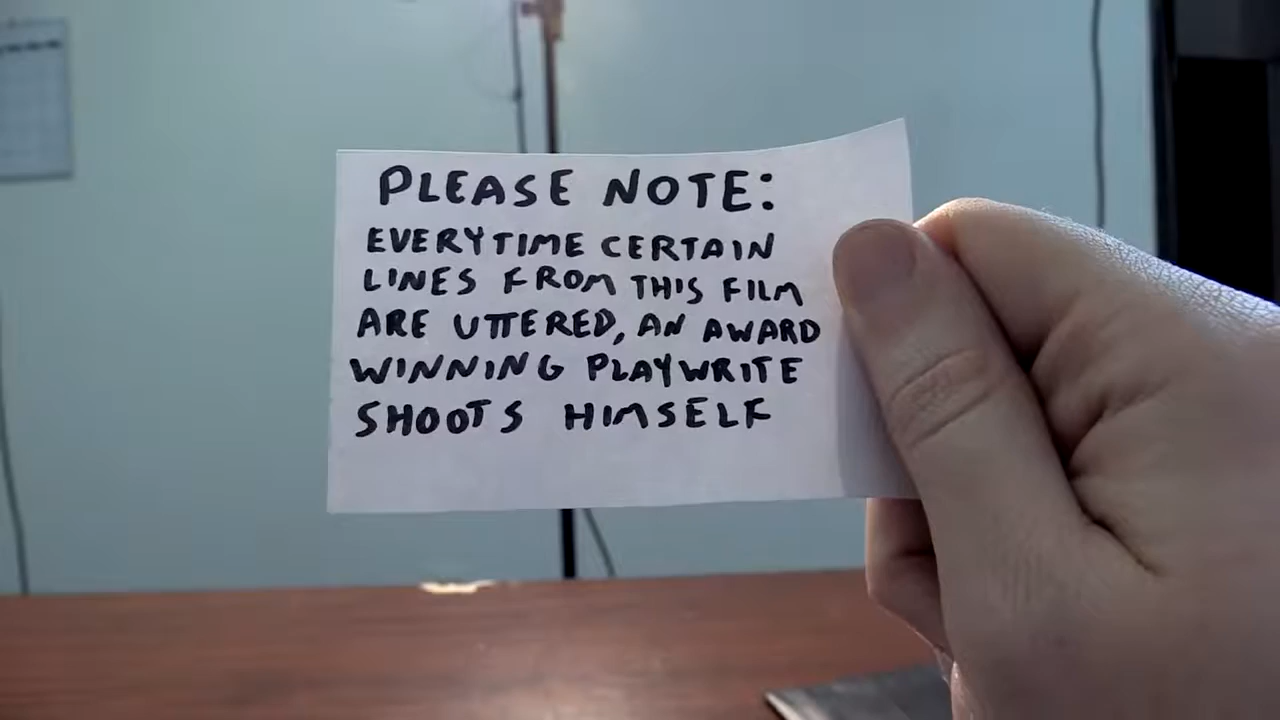 PLEASE NOTE:
EVERYTIME CERTAIN
LINES FROM THIS FILM
ARE UTTERED, AN AWARD
WINNING PLAYWRITE
SHOOTS HIMSELF